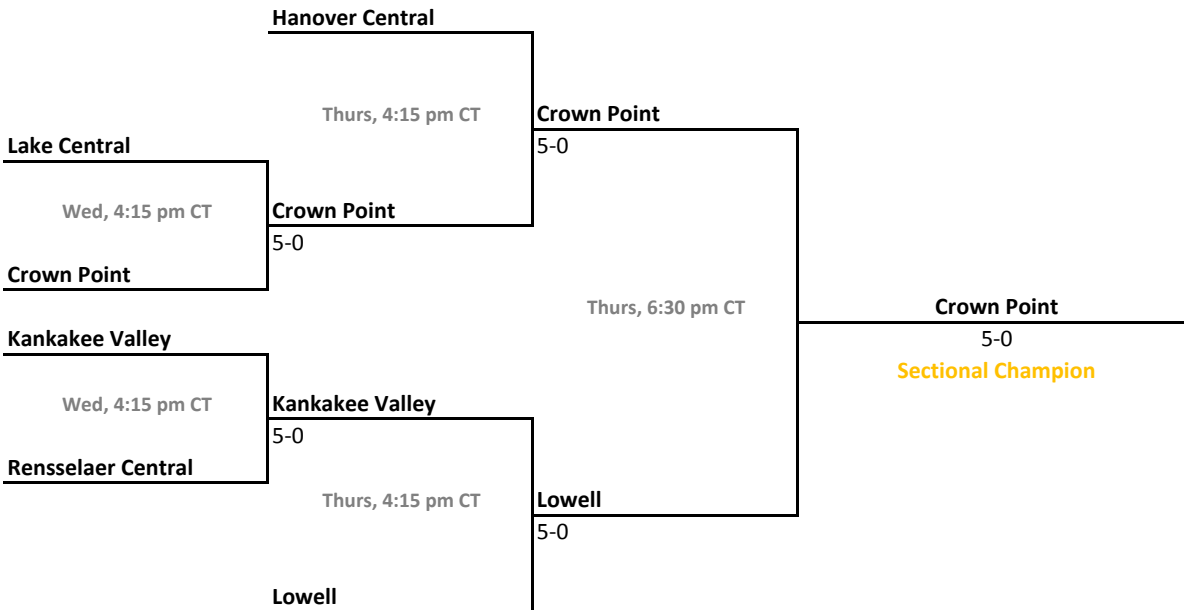 Hanover Central
Thurs, 4:15 pm CT
Crown Point
5-0
Lake Central
Wed, 4:15 pm CT
Crown Point
5-0
Crown Point
Thurs, 6:30 pm CT
Crown Point
5-0
Sectional Champion
Kankakee Valley
Wed, 4:15 pm CT
Kankakee Valley
5-0
Rensselaer Central
Thurs, 4:15 pm CT
Lowell
5-0
Lowell